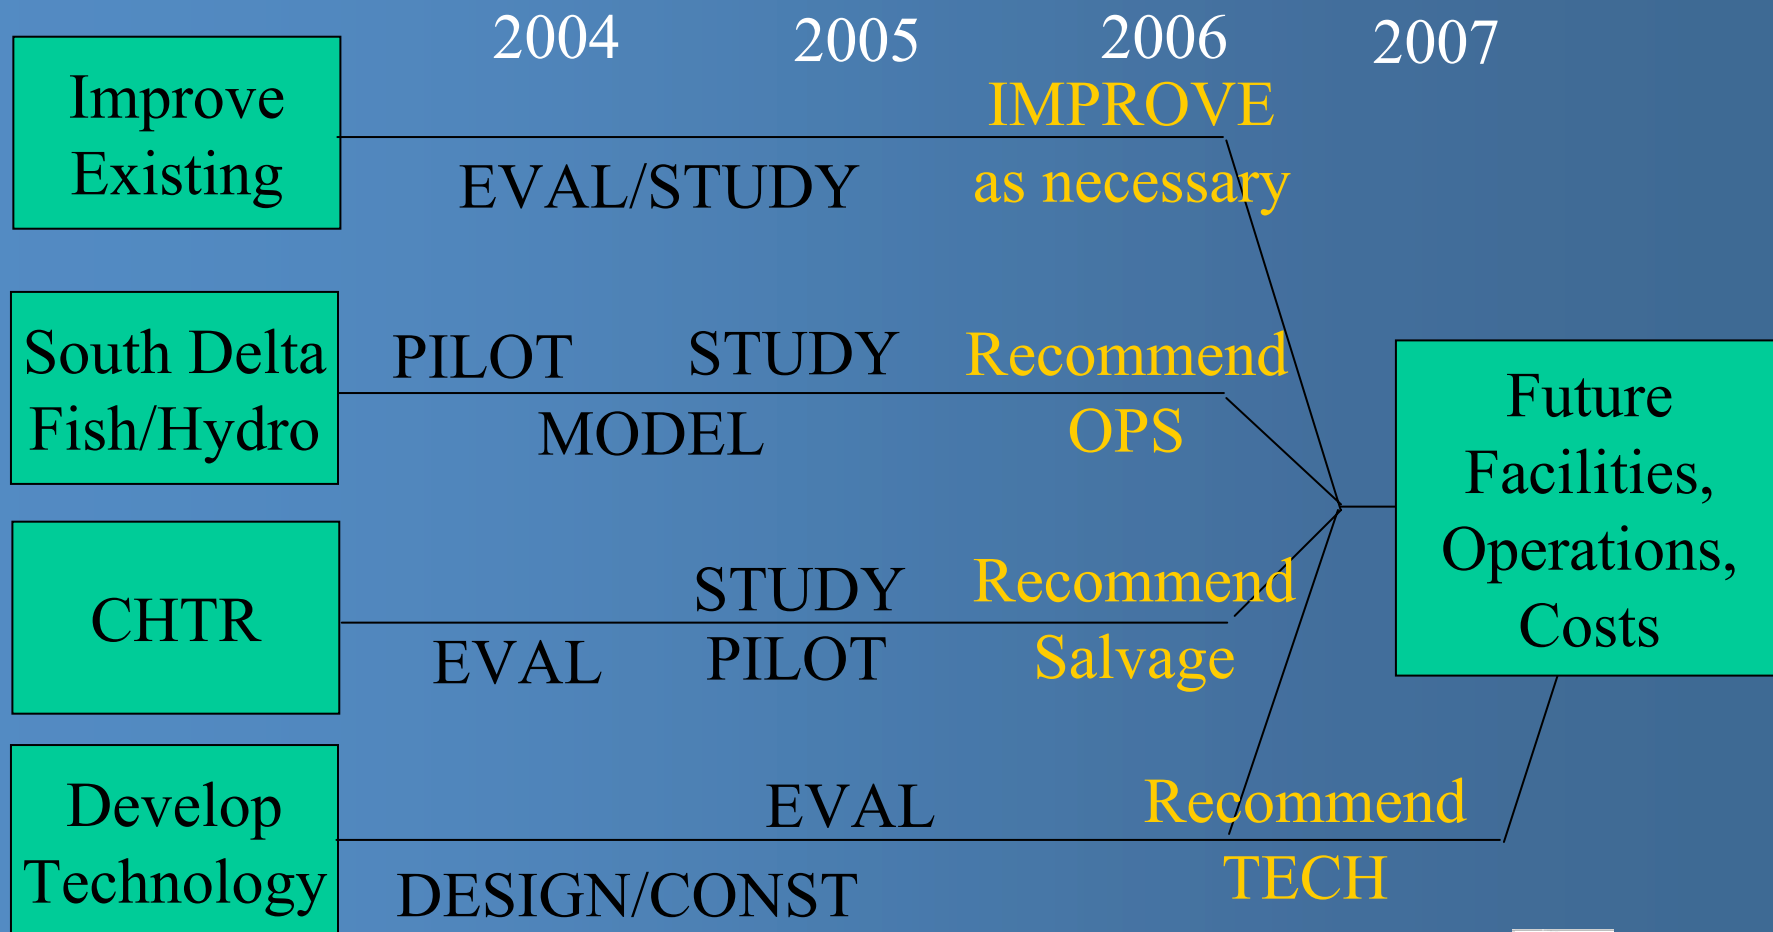 2004 2005 2006 2007
Improve
Existing
IMPROVE
as necessary
EVAL/STUDY
South Delta
Fish/Hydro
PILOT STUDY
MODEL
Recommend
OPS
CHTR
STUDY
EVAL PILOT
Recommend
Salvage
Develop
Technology
EVAL
DESIGN/CONST
Recommend
TECH
Future
Facilities,
Operations,
Costs